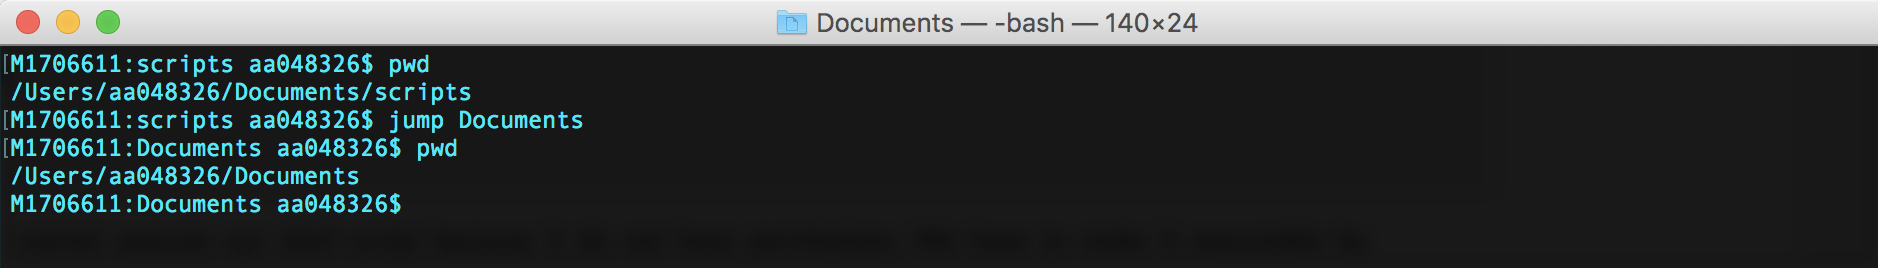 Documents — -bash — 140×24
[M1706611:scripts aa048326$ pwd
/Users/aa048326/Documents/scripts
[M1706611:scripts aa048326$ jump Documents
[M1706611:Documents aa048326$ pwd
/Users/aa048326/Documents
M1706611:Documents aa048326$